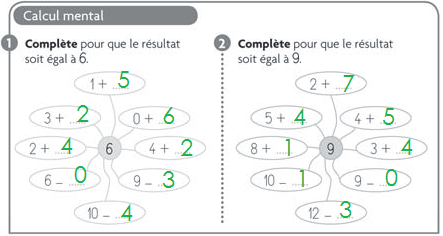 Calcul mental
1 Complète pour que le résultat
soit égal à 6.
1 + 5
3 + 2
0 + 6
2 + 4
6
4 + 2
6 – 0
9 – 3
10 – 4
2 Complète pour que le résultat
soit égal à 9.
2 + 7
5 + 4
4 + 5
8 + 1
9
3 + 4
10 – 1
9 – 0
12 – 3